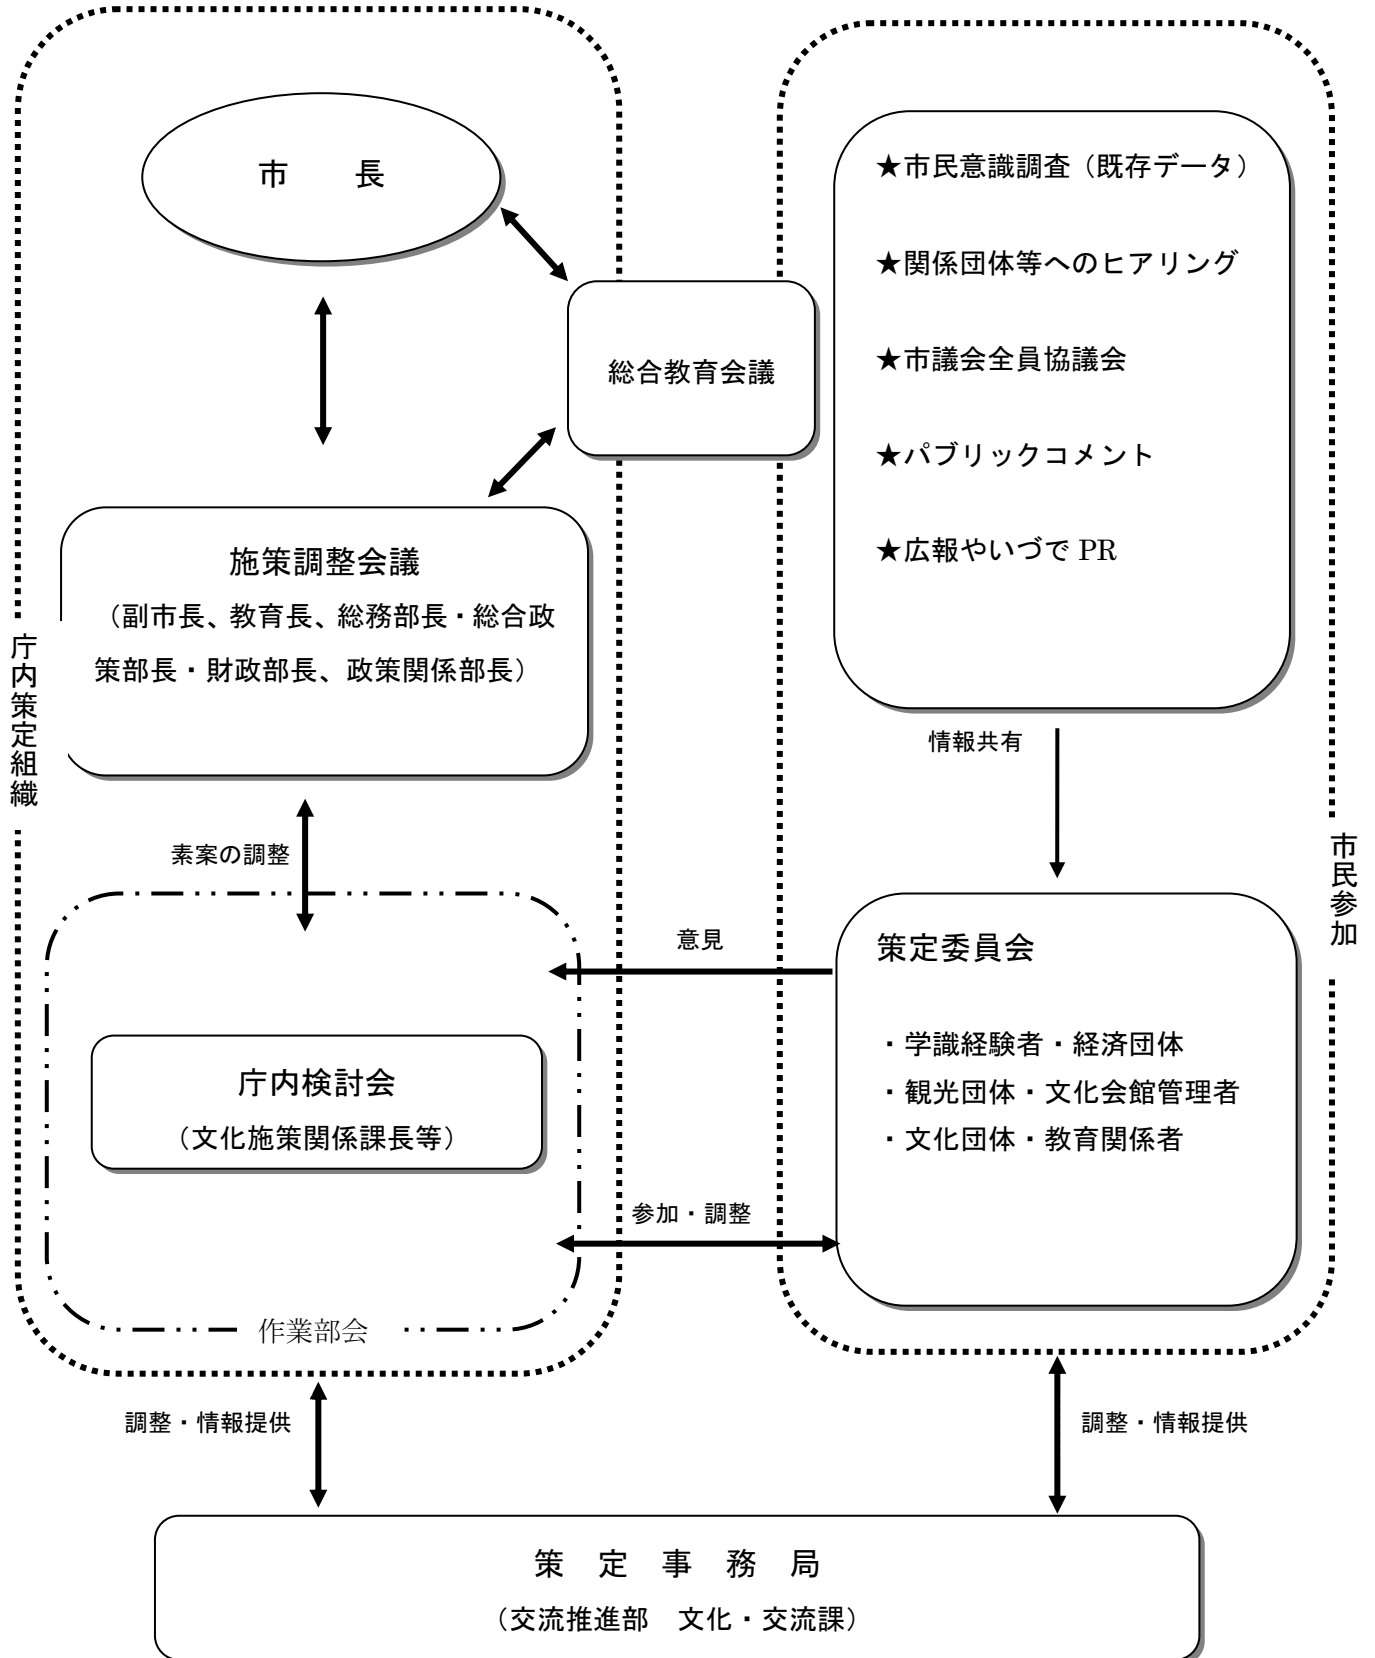 市　長
総合教育会議
施策調整会議
（副市長、教育長、総務部長・総合政
策部長・財政部長、政策関係部長）
庁内策定組織
素案の調整
庁内検討会
（文化施策関係課長等）
作業部会
★市民意識調査（既存データ）
★関係団体等へのヒアリング
★市議会全員協議会
★パブリックコメント
★広報やいづで PR
情報共有
市民参加
意見
策定委員会
・学識経験者・経済団体
・観光団体・文化会館管理者
・文化団体・教育関係者
参加・調整
調整・情報提供
調整・情報提供
策　定　事　務　局
（交流推進部　文化・交流課）